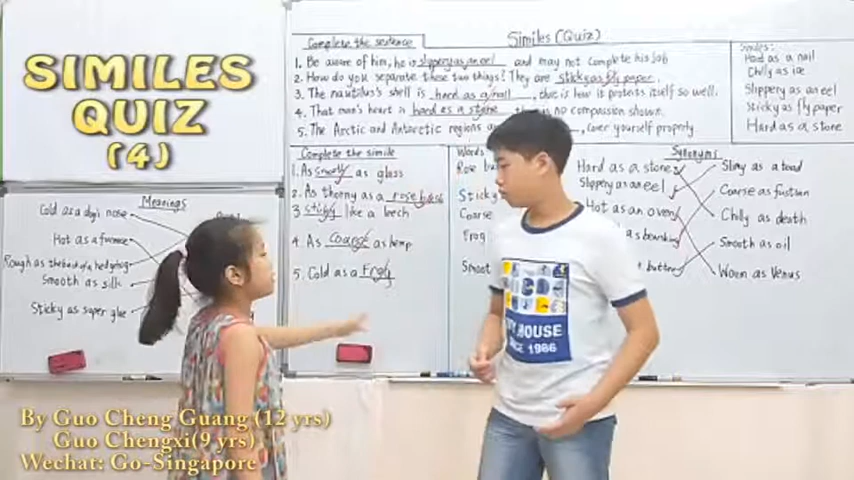 SIMILES
QUIZ
(4)
Complete the sentence
Similes (Quiz)
1. Be aware of him, he is slippery as an eel and may not complete his job
2. How do you separate these two things? They are sticky as fly paper.
3. The nautilus's shell is hard as a nail, that is how it protects itself so well.
4. That man's heart is hard as a stone, no compassion shown.
5. The Arctic and Antarctic regions cover yourself properly.
Similes:
Hard as a nail
Chilly as ice
Slippery as an eel
Sticky as fly paper
Hard as a stone
Complete the simile
1. As smooth as glass
2. As thorny as a rose bush
3. sticky like a leech
4. As coarse as hemp
5. Cold as a Frog
Words
Rose
Sticky
Coarse
Frog
Smoot
Synonyms
Hard as a stone
Slippery as an eel
Hot as an oven
button
Slimy as a toad
Coarse as fustian
Chilly as death
Smooth as oil
Warm as Venus
Meanings
Cold as a dog's nose
Hot as a furnace
Rough as the back of a hedgehog
Smooth as silk
Sticky as super glue
HOUSE
SINCE 1986
By Guo Cheng Guang (12 yrs)
Guo Chengxi(9 yrs)
Wechat: Go-Singapore